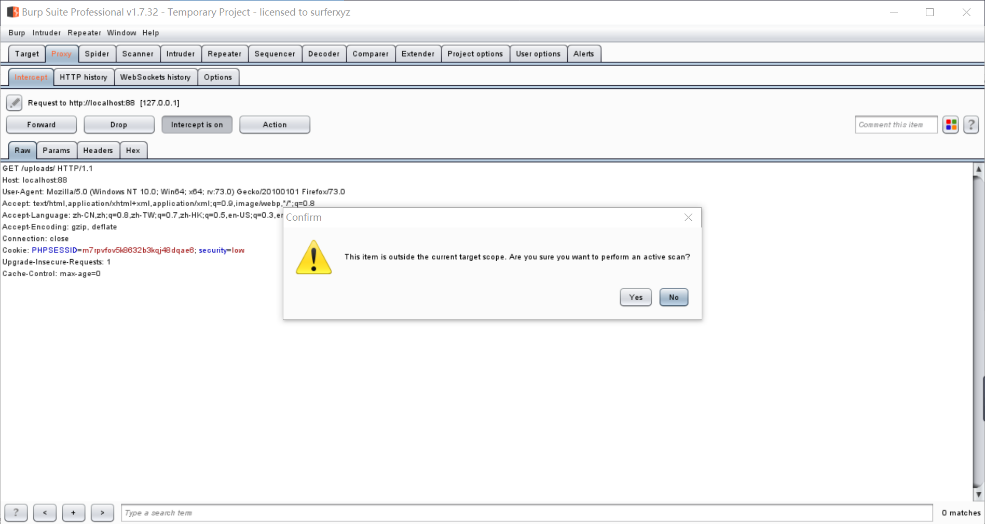 Burp Suite Professional v1.7.32 - Temporary Project - licensed to surferxyz
Burp Intruder Repeater Window Help
Target Proxy Spider Scanner Intruder Repeater Sequencer Decoder Comparer Extender Project options User options Alerts
Intercept HTTP history WebSockets history Options
Request to http://localhost:88 [127.0.0.1]
Forward Drop Intercept is on Action Comment this item ?
Raw Params Headers Hex
GET /uploads/ HTTP/1.1
Host: localhost:88
User-Agent: Mozilla/5.0 (Windows NT 10.0; Win64; x64; rv:73.0) Gecko/20100101 Firefox/73.0
Accept: text/html,application/xhtml+xml,application/xml;q=0.9,image/webp,*/*;q=0.8
Accept-Language: zh-CN,zh;q=0.8,zh-TW;q=0.7,zh-HK;q=0.5,en-US;q=0.3,e
Accept-Encoding: gzip, deflate
Connection: close
Cookie: PHPSESSID=m7rpvfov5k8632b3kqj48dqae6; security=low
Upgrade-Insecure-Requests: 1
Cache-Control: max-age=0
Confirm
This item is outside the current target scope. Are you sure you want to perform an active scan?
Yes No
? < + > Type a search term 0 matches